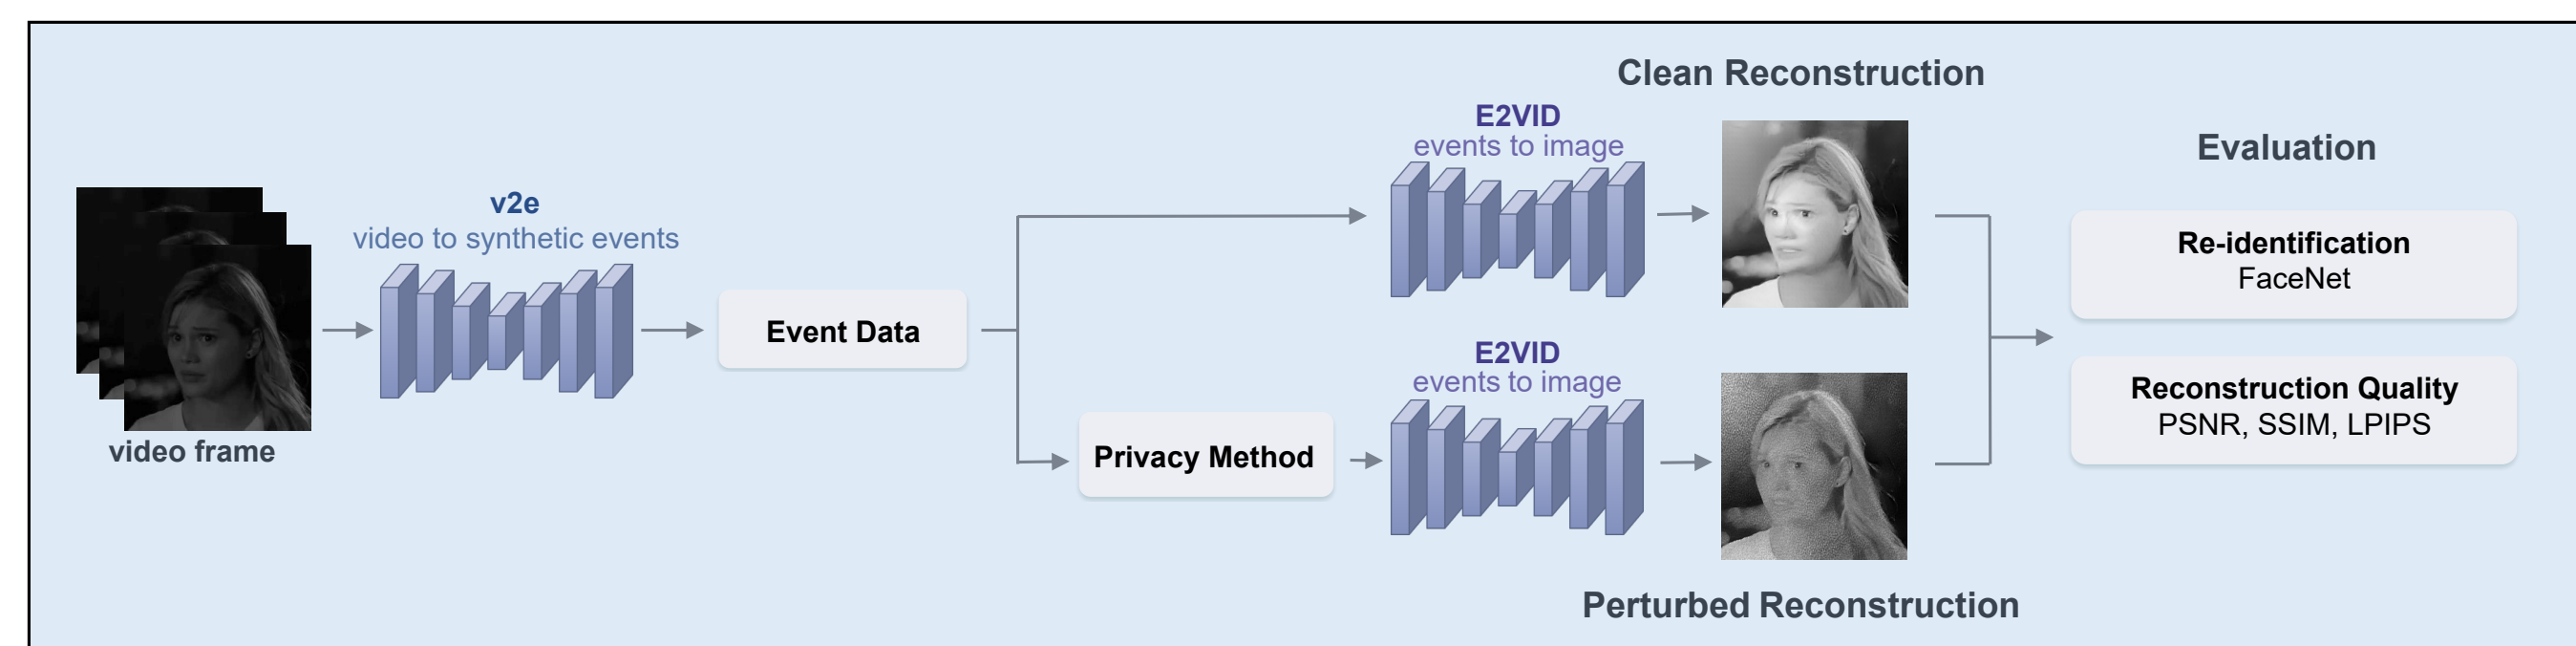 video frame
v2e
video to synthetic events
Event Data
Clean Reconstruction
E2VID
events to image
Privacy Method
E2VID
events to image
Perturbed Reconstruction
Evaluation
Re-identification
FaceNet
Reconstruction Quality
PSNR, SSIM, LPIPS